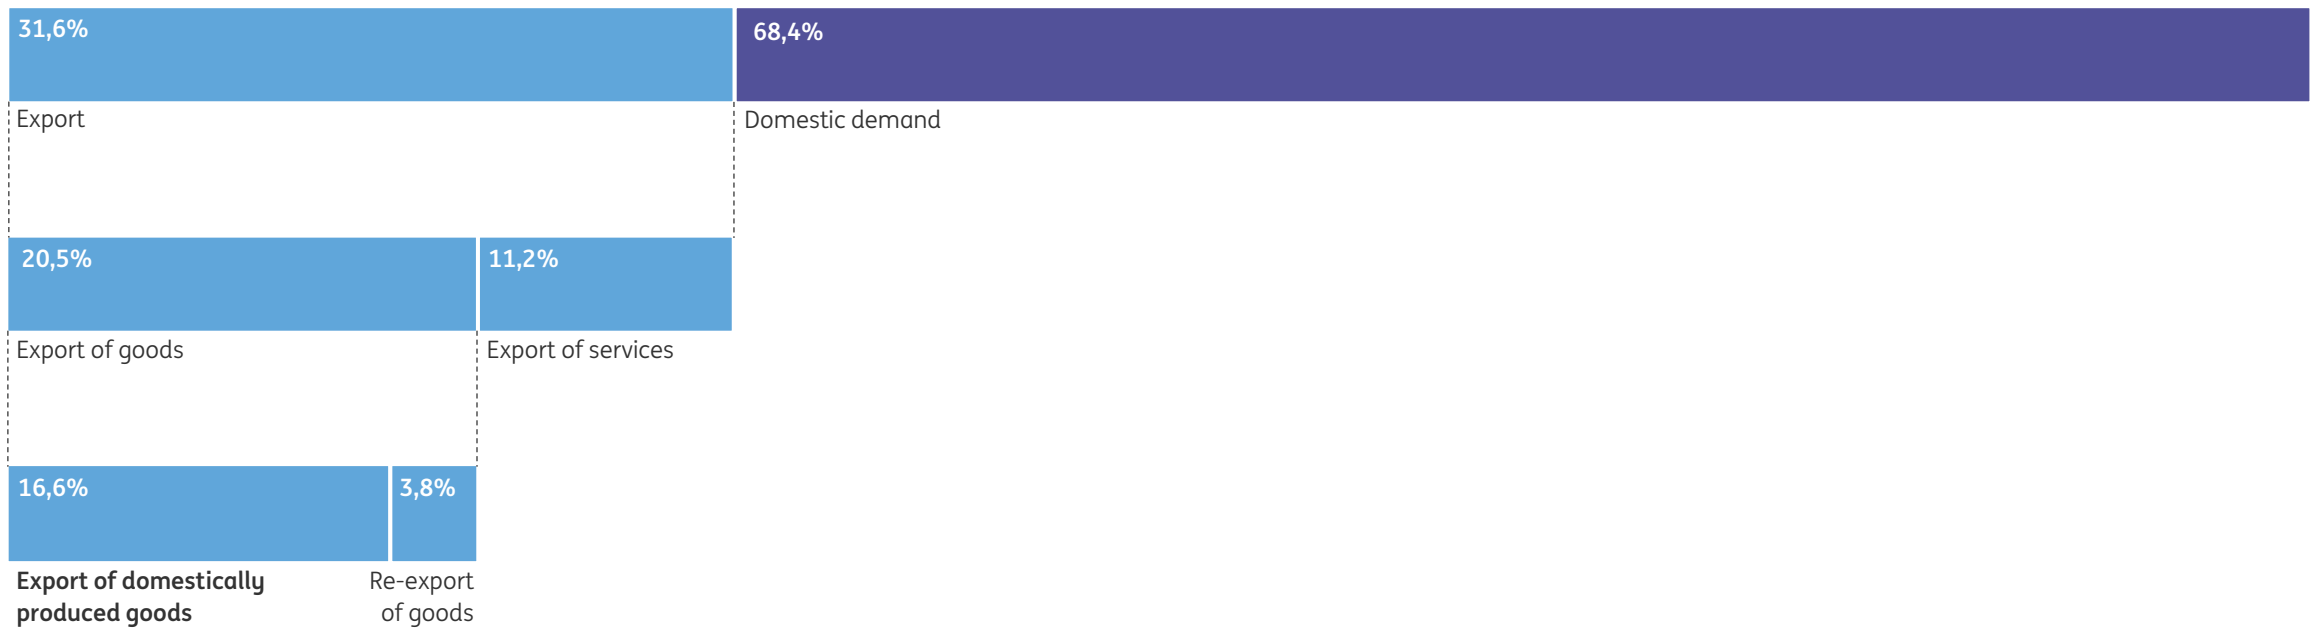 31,6%
68,4%
Export
Domestic demand
20,5%
11,2%
Export of goods
Export of services
16,6%
3,8%
Export of domestically
produced goods
Re-export
of goods